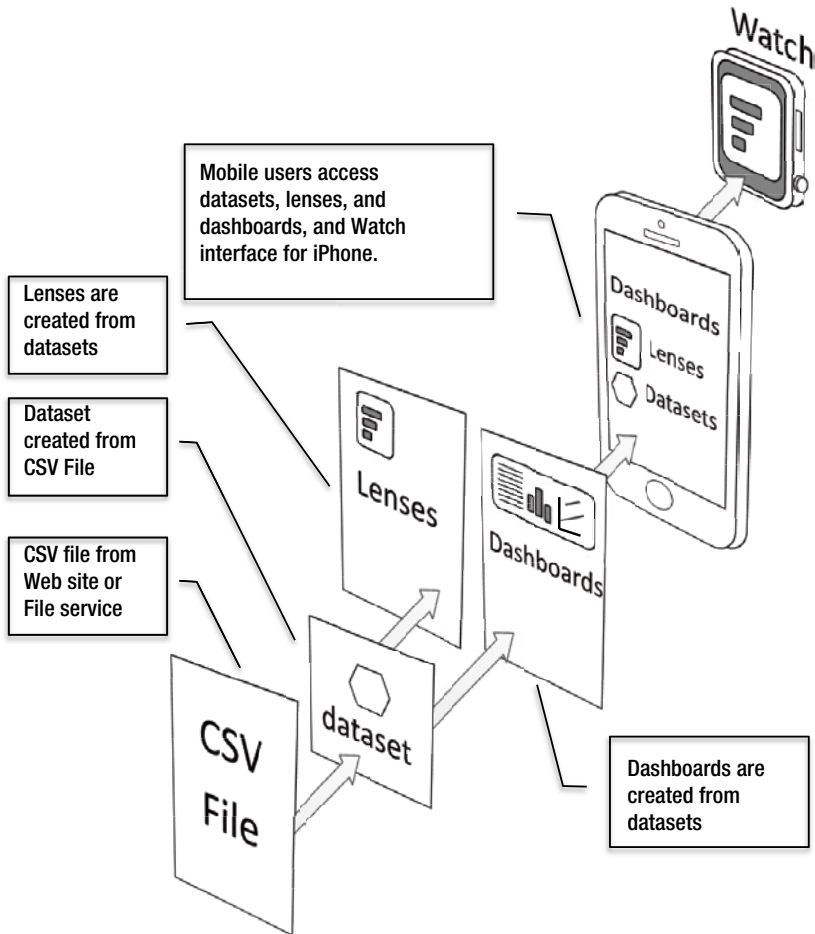 Watch
Mobile users access
datasets, lenses, and
dashboards, and Watch
interface for iPhone.
Lenses are
created from
datasets
Dataset
created from
CSV File
CSV file from
Web site or
File service
Dashboards
Lenses
Datasets
Lenses
Dashboards
dataset
CSV
File
Dashboards are
created from
datasets